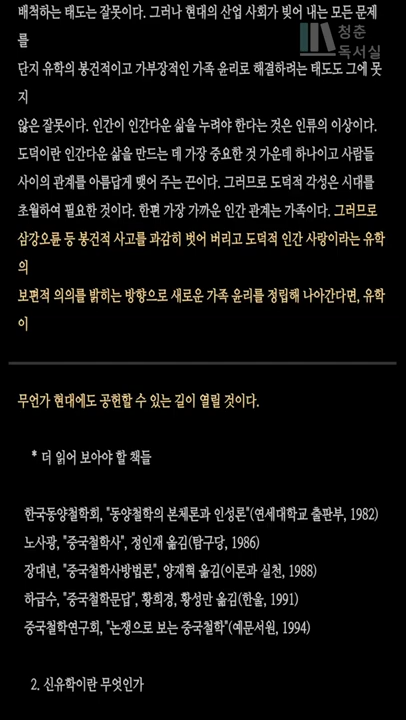 배척하는 태도는 잘못이다. 그러나 현대의 산업 사회가 빚어 내는 모든 문제
를
청춘
독서실
단지 유학의 봉건적이고 가부장적인 가족 윤리로 해결하려는 태도도 그에 못
지
않은 잘못이다. 인간이 인간다운 삶을 누려야 한다는 것은 인류의 이상이다.
도덕이란 인간다운 삶을 만드는 데 가장 중요한 것 가운데 하나이고 사람들
사이의 관계를 아름답게 맺어 주는 끈이다. 그러므로 도덕적 각성은 시대를
초월하여 필요한 것이다. 한편 가장 가까운 인간 관계는 가족이다. 그러므로
삼강오륜 등 봉건적 사고를 과감히 벗어 버리고 도덕적 인간 사랑이라는 유학
의
보편적 의의를 밝히는 방향으로 새로운 가족 윤리를 정립해 나아간다면, 유학
이
무언가 현대에도 공헌할 수 있는 길이 열릴 것이다.
* 더 읽어 보아야 할 책들
한국동양철학회, "동양철학의 본체론과 인성론"(연세대학교 출판부, 1982)
노사광, "중국철학사", 정인재 옮김(탐구당, 1986)
장대년, "중국철학사방법론", 양재혁 옮김(이론과 실천, 1988)
하급수, "중국철학문답", 황희경, 황성만 옮김(한울, 1991)
중국철학연구회, "논쟁으로 보는 중국철학"(예문서원, 1994)
2. 신유학이란 무엇인가